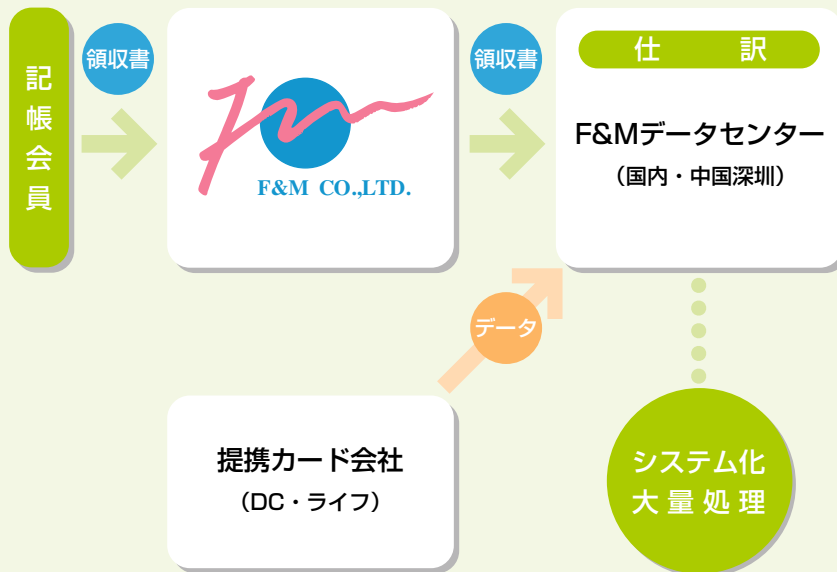 記帳会員
領収書
F&M CO.,LTD.
領収書
仕訳
F&Mデータセンター
（国内・中国深圳）
データ
提携カード会社
（DC・ライフ）
システム化
大量処理